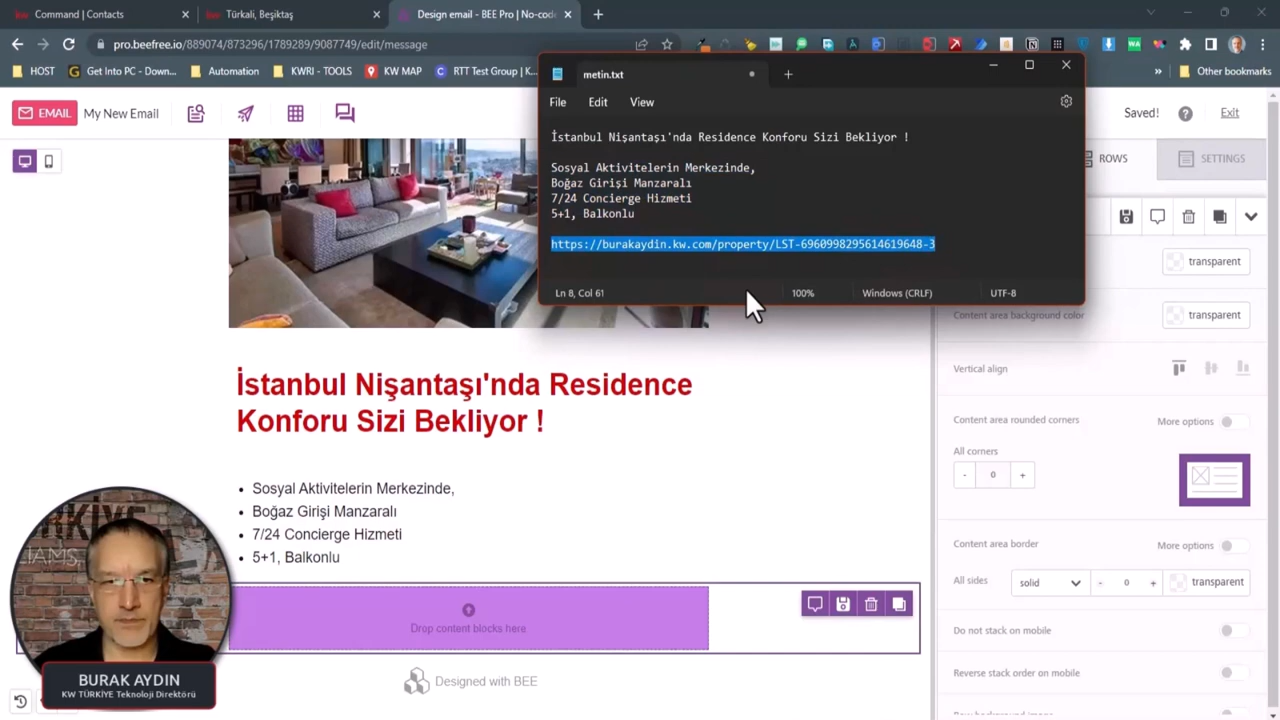 Command | Contacts
Türkali, Beşiktaş
Design email - BEE Pro | No-code
pro.beefree.io/889074/873296/1789289/9087749/edit/message
HOST
Get Into PC - Down...
Automation
KWRI - TOOLS
KW MAP
RTT Test Group | K...
Other bookmarks
metin.txt
File Edit View
İstanbul Nişantaşı'nda Residence Konforu Sizi Bekliyor !
Sosyal Aktivitelerin Merkezinde,
Boğaz Girişi Manzaralı
7/24 Concierge Hizmeti
5+1, Balkonlu
https://burakaydin.kw.com/property/LST-6960998295614619648-3
Ln 8, Col 61
100%
Windows (CRLF)
UTF-8
EMAIL
My New Email
Saved!
Exit
ROWS
SETTINGS
transparent
Content area background color
transparent
Vertical align
Content area rounded corners
More options
All corners
- 0 +
Content area border
More options
All sides
solid
- 0 +
transparent
Do not stack on mobile
Reverse stack order on mobile
İstanbul Nişantaşı'nda Residence
Konforu Sizi Bekliyor !
• Sosyal Aktivitelerin Merkezinde,
• Boğaz Girişi Manzaralı
• 7/24 Concierge Hizmeti
• 5+1, Balkonlu
Drop content blocks here
Designed with BEE
BURAK AYDIN
KW TÜRKİYE Teknoloji Direktörü